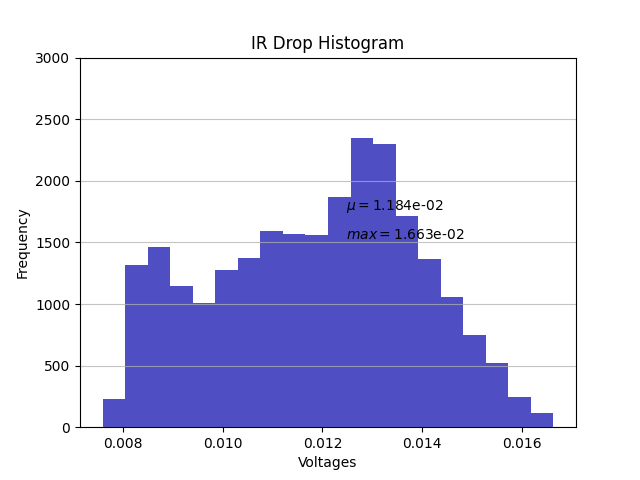 IR Drop Histogram
3000
2500
2000
1500
1000
500
0
Frequency
μ = 1.184e-02
max = 1.663e-02
0.008 0.010 0.012 0.014 0.016
Voltages